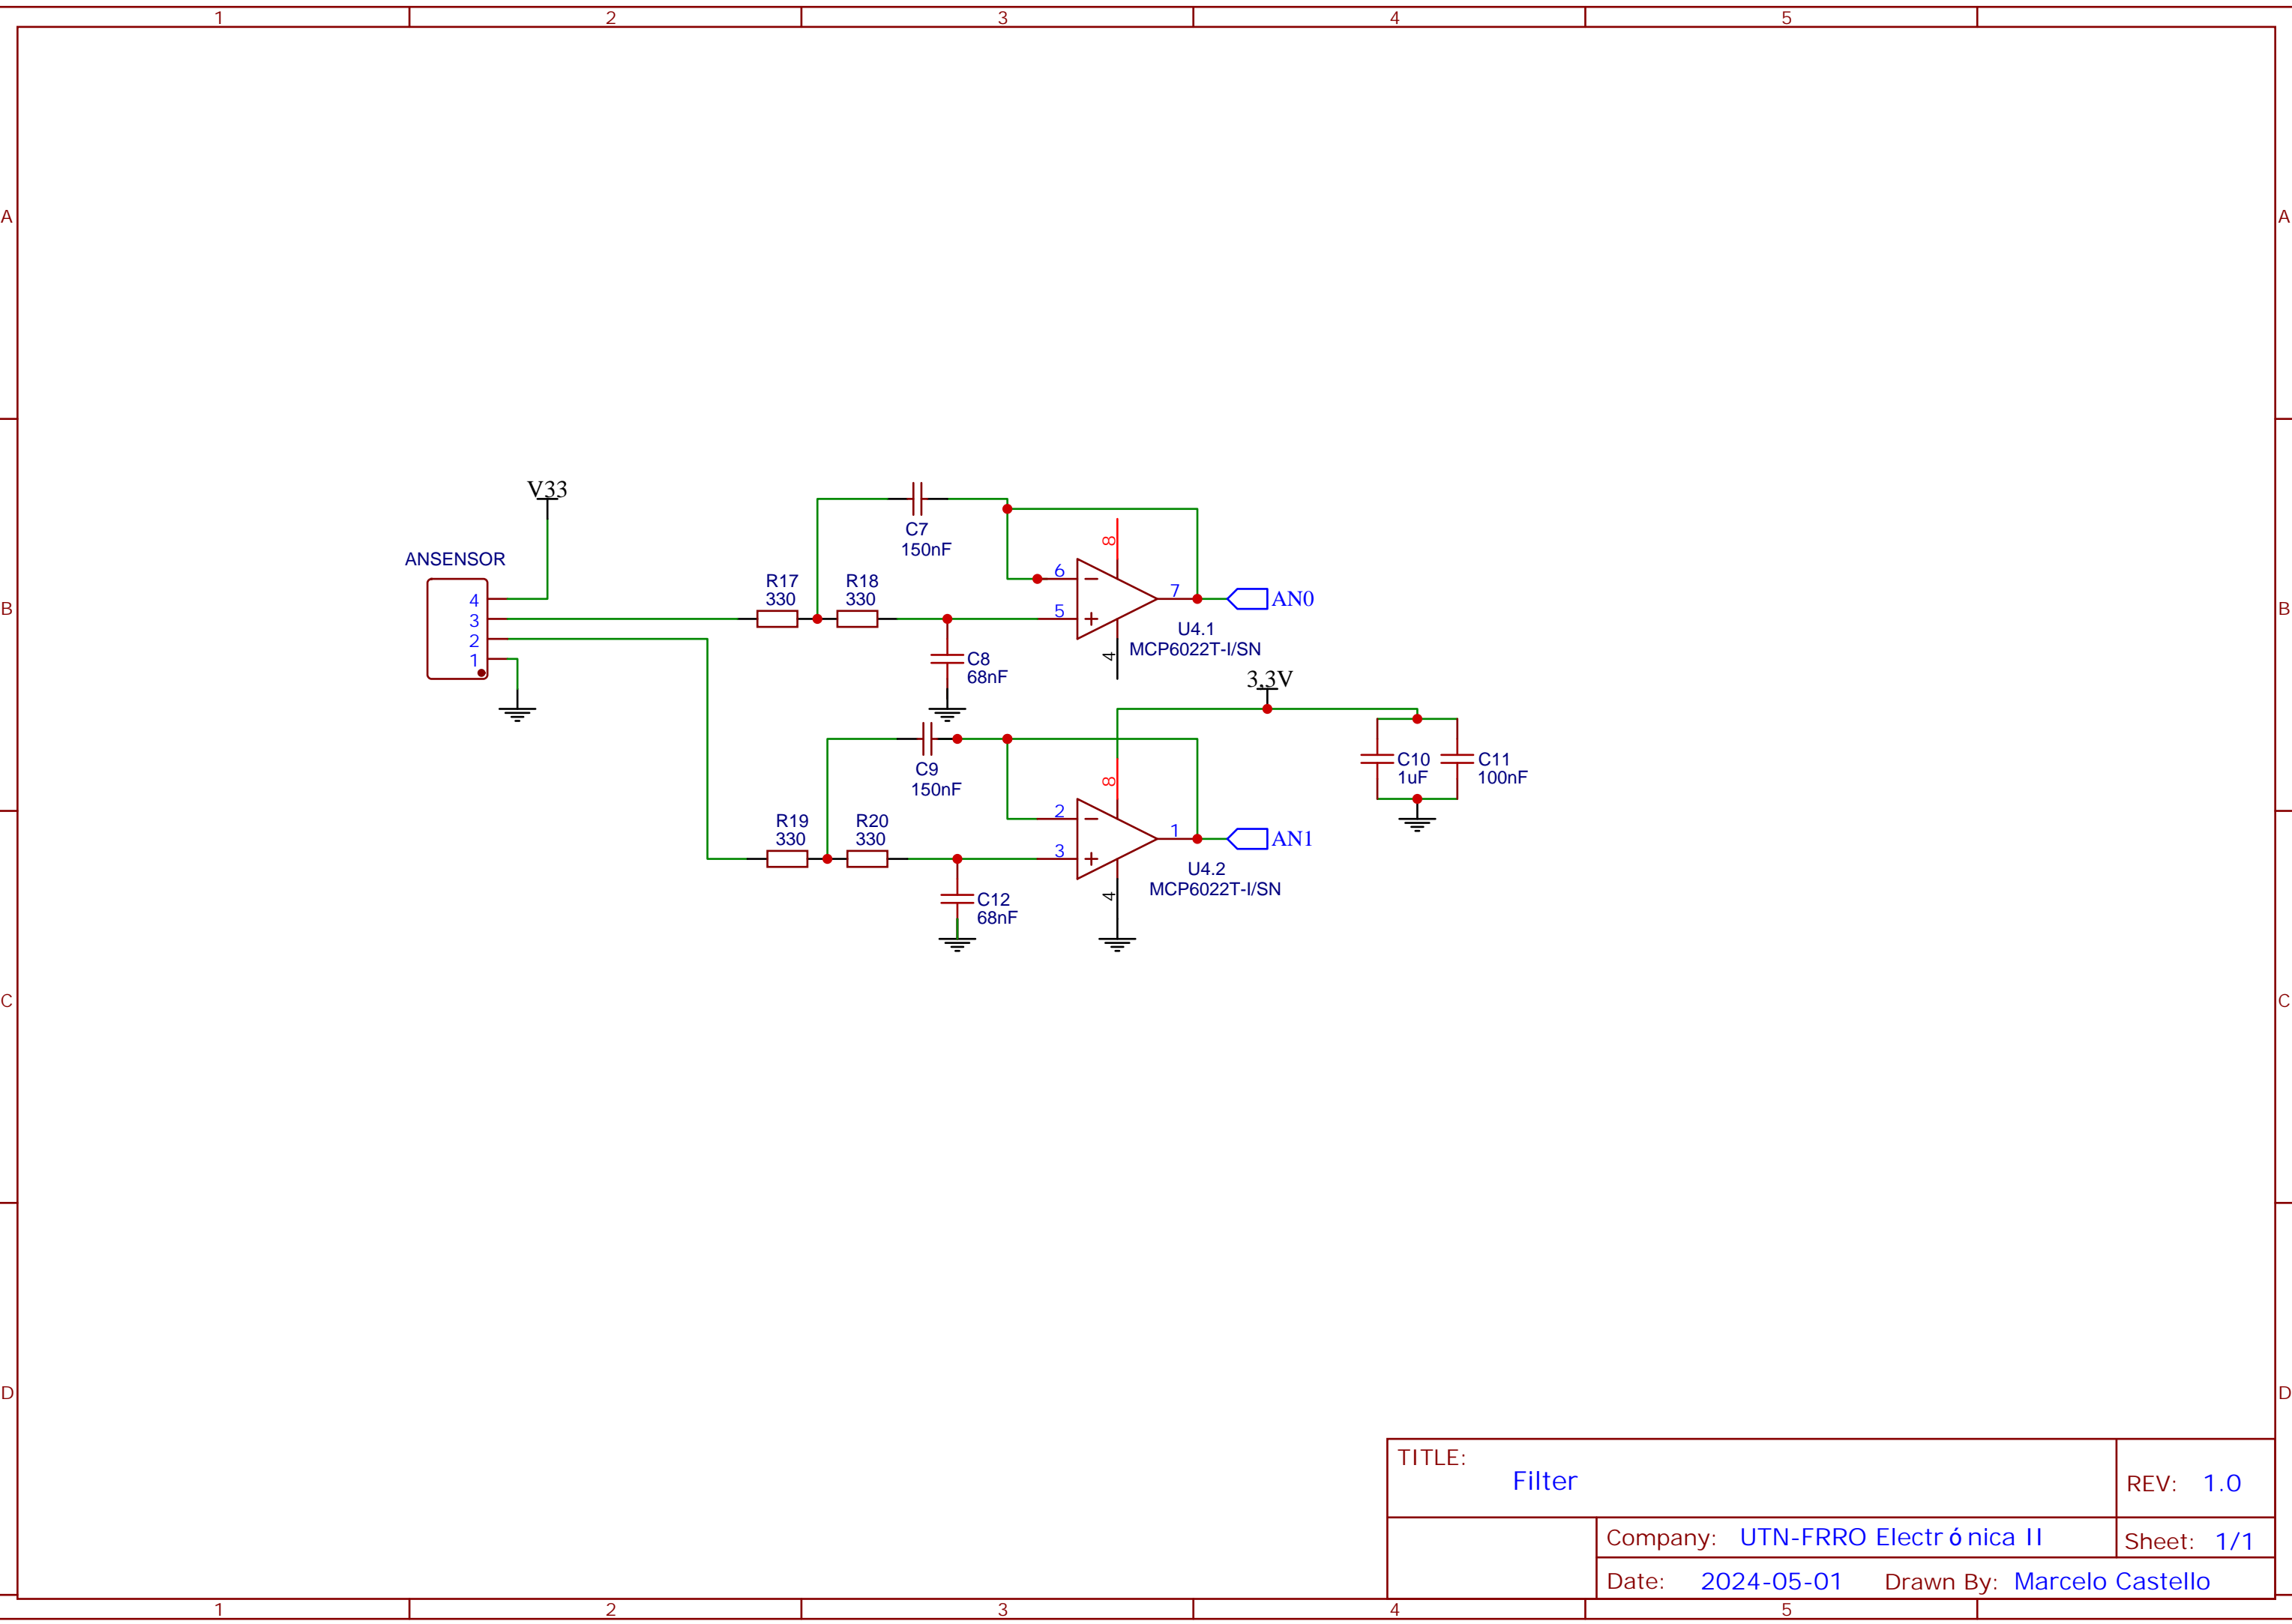 1 2 3 4 5
A A
B B
C C
D D
V33
ANSENSOR
4
3
2
1
R17
330
R18
330
C7
150nF
C8
68nF
6
5
7
8
4
U4.1
MCP6022T-I/SN
AN0
3,3V
C9
150nF
R19
330
R20
330
C12
68nF
2
3
1
8
4
U4.2
MCP6022T-I/SN
AN1
C10
1uF
C11
100nF
TITLE:
Filter
REV: 1.0
Company: UTN-FRRO Electrónica II
Sheet: 1/1
Date: 2024-05-01 Drawn By: Marcelo Castello
1 2 3 4 5